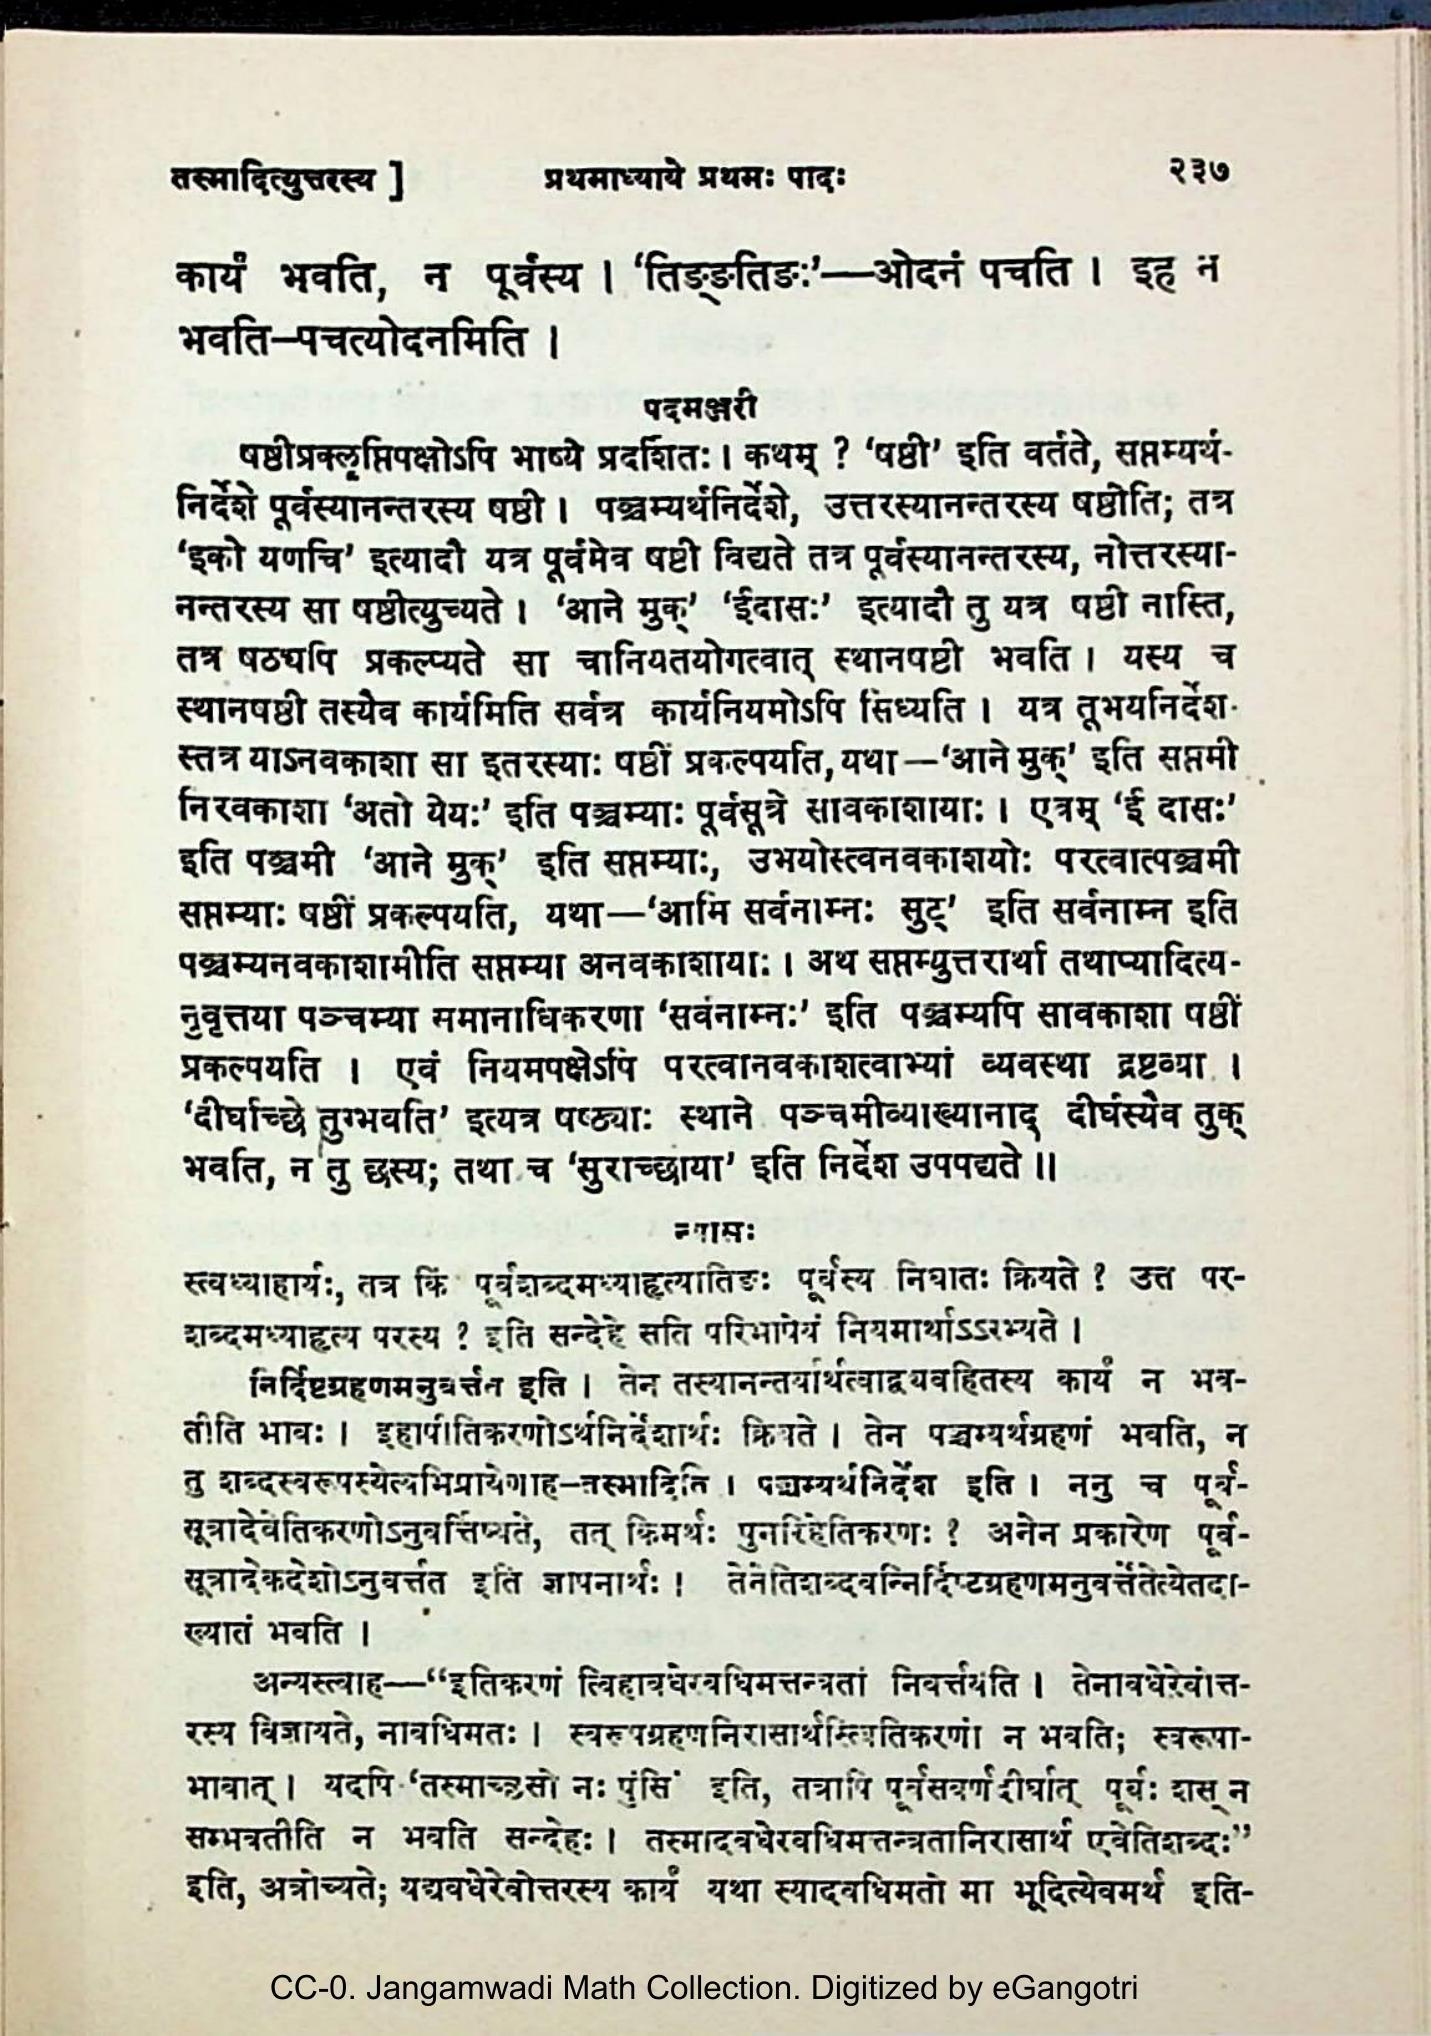 तस्मादित्युत्तरस्य ]
प्रथमाध्याये प्रथमः पादः
२३७
कार्यं भवति, न पूर्वस्य । ‘तिङ्ङतिङः’—ओदनं पचति । इह न
भवति—पचत्योदनमिति ।
पदमञ्जरी
षष्ठीप्रक्लृप्तिपक्षोऽपि भाष्ये प्रदर्शितः । कथम् ? ‘षष्ठी’ इति वर्तते, सप्तम्यर्थ-
निर्देशे पूर्वस्यानन्तरस्य षष्ठी । पञ्चम्यर्थनिर्देशे, उत्तरस्यानन्तरस्य षष्ठीति; तत्र
‘इको यणचि’ इत्यादौ यत्र पूर्वमेव षष्ठी विद्यते तत्र पूर्वस्यानन्तरस्य, नोत्तरस्या-
नन्तरस्य सा षष्ठीत्युच्यते । ‘आने मुक्’ ‘ईदासः’ इत्यादौ तु यत्र षष्ठी नास्ति,
तत्र षष्ठ्यपि प्रकल्प्यते सा चानियतयोगत्वात् स्थानषष्ठी भवति । यस्य च
स्थानषष्ठी तस्यैव कार्यमिति सर्वत्र कार्यनियमोऽपि सिध्यति । यत्र तूभयनिर्देश-
स्तत्र याऽनवकाशा सा इतरस्याः षष्ठीं प्रकल्पयति, यथा—‘आने मुक्’ इति सप्तमी
निरवकाशा ‘अतो येयः’ इति पञ्चम्याः पूर्वसूत्रे सावकाशायाः । एवम् ‘ई दासः’
इति पञ्चमी ‘आने मुक्’ इति सप्तम्याः, उभयोस्त्वनवकाशयोः परत्वात्पञ्चमी
सप्तम्याः षष्ठीं प्रकल्पयति, यथा—‘आमि सर्वनाम्नः सुट्’ इति सर्वनाम्न इति
पञ्चम्यनवकाशामीति सप्तम्या अनवकाशायाः । अथ सप्तम्युत्तरार्था तथाप्यादित्य-
नुवृत्तया पञ्चम्या समानाधिकरणा ‘सर्वनाम्नः’ इति पञ्चम्यपि सावकाशा षष्ठीं
प्रकल्पयति । एवं नियमपक्षेऽपि परत्वानवकाशत्वाभ्यां व्यवस्था द्रष्टव्या ।
‘दीर्घाच्छे तुग्भवति’ इत्यत्र षष्ठ्याः स्थाने पञ्चमीव्याख्यानाद् दीर्घस्यैव तुक्
भवति, न तु छस्य; तथा च ‘सुराच्छाया’ इति निर्देश उपपद्यते ॥
न्यासः
स्त्वध्याहार्यः, तत्र किं पूर्वशब्दमध्याहृत्यातिङः पूर्वस्य निघातः क्रियते ? उत्त पर-
शब्दमध्याहृत्य परस्य ? इति सन्देहे सति परिभाषेयं नियमार्थाऽऽरभ्यते ।
निर्दिष्टग्रहणमनुवर्त्तत इति । तेन तस्यानन्तर्यार्थत्वाद्व्यवहितस्य कार्यं न भव-
तीति भावः । इहापीतिकरणोऽर्थनिर्देशार्थः क्रियते । तेन पञ्चम्यर्थग्रहणं भवति, न
तु शब्दस्वरूपस्येत्यभिप्रायेणाह—तस्मादिति । पञ्चम्यर्थनिर्देश इति । ननु च पूर्व-
सूत्रादेवेतिकरणोऽनुवर्त्तिष्यते, तत् किमर्थः पुनरिहेतिकरणः ? अनेन प्रकारेण पूर्व-
सूत्रादेकदेशोऽनुवर्त्तत इति ज्ञापनार्थः । तेनेतिशब्दवन्निर्दिष्टग्रहणमनुवर्त्ततेत्येतदा-
ख्यातं भवति ।
अन्यस्त्वाह—“इतिकरणं त्विहावधेरवधिमत्तन्त्रतां निवर्त्तयति । तेनावधेरेवोत्त-
रस्य विज्ञायते, नावधिमतः । स्वरूपग्रहणनिरासार्थमितिकरणं न भवति; स्वरूपा-
भावात् । यदपि ‘तस्माच्छसो नः पुंसि’ इति, तत्रापि पूर्वसवर्णदीर्घात् पूर्वः शस् न
सम्भवतीति न भवति सन्देहः । तस्मादवधेरवधिमत्तन्त्रतानिरासार्थ एवेतिशब्दः”
इति, अत्रोच्यते; यद्यवधेरेवोत्तरस्य कार्यं यथा स्यादवधिमतो मा भूदित्येवमर्थ इति-
CC-0. Jangamwadi Math Collection. Digitized by eGangotri